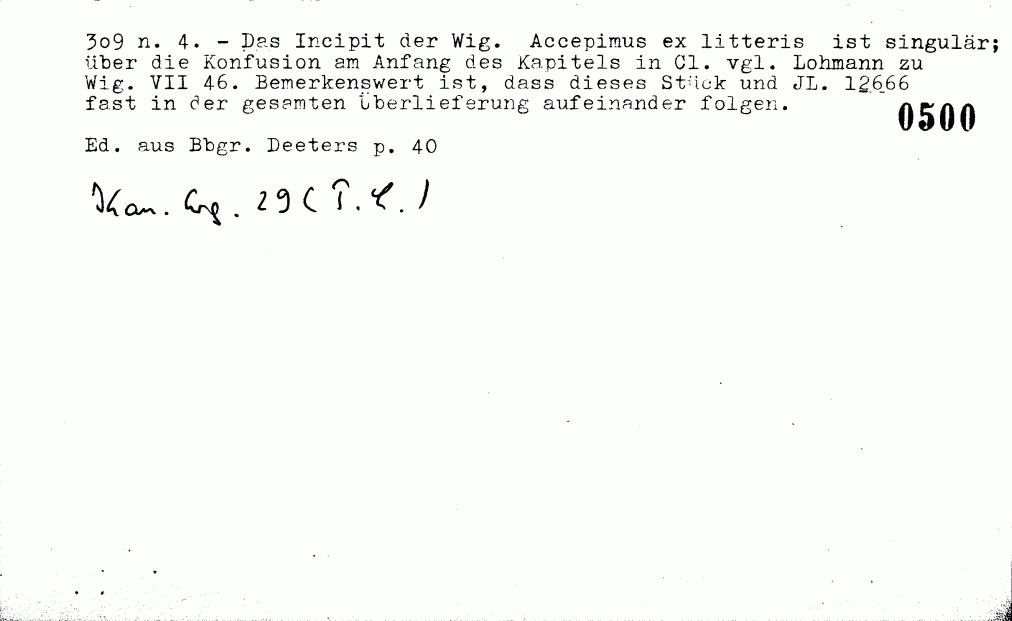 3o9 n. 4. - Das Incipit der Wig. Accepimus ex litteris ist singulär;
über die Konfusion am Anfang des Kapitels in Cl. vgl. Lohmann zu
Wig. VII 46. Bemerkenswert ist, dass dieses Stück und JL. 12666
fast in der gesamten Überlieferung aufeinander folgen.
0500
Ed. aus Bbgr. Deeters p. 40
Kan. Erg. 29 (T. C.)